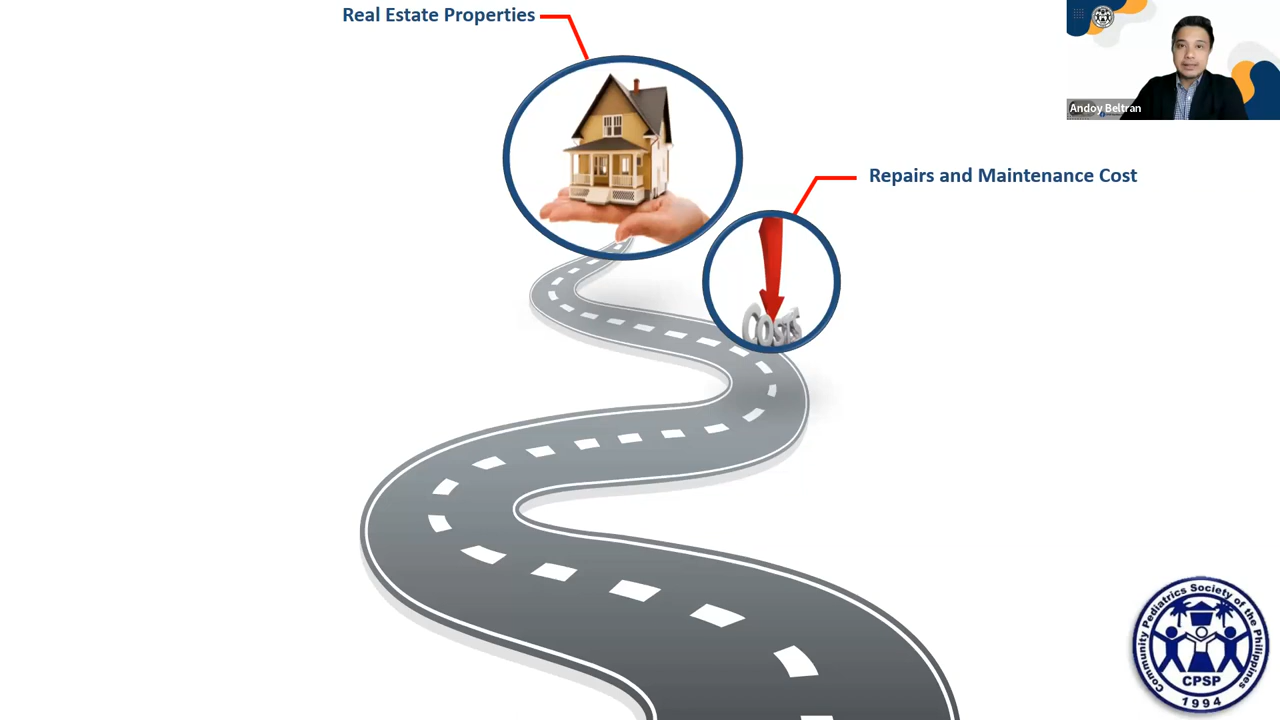 Real Estate Properties
Andoy Beltran
Repairs and Maintenance Cost
Costs
Community Pediatrics Society of the Philippines
CPSP
1994